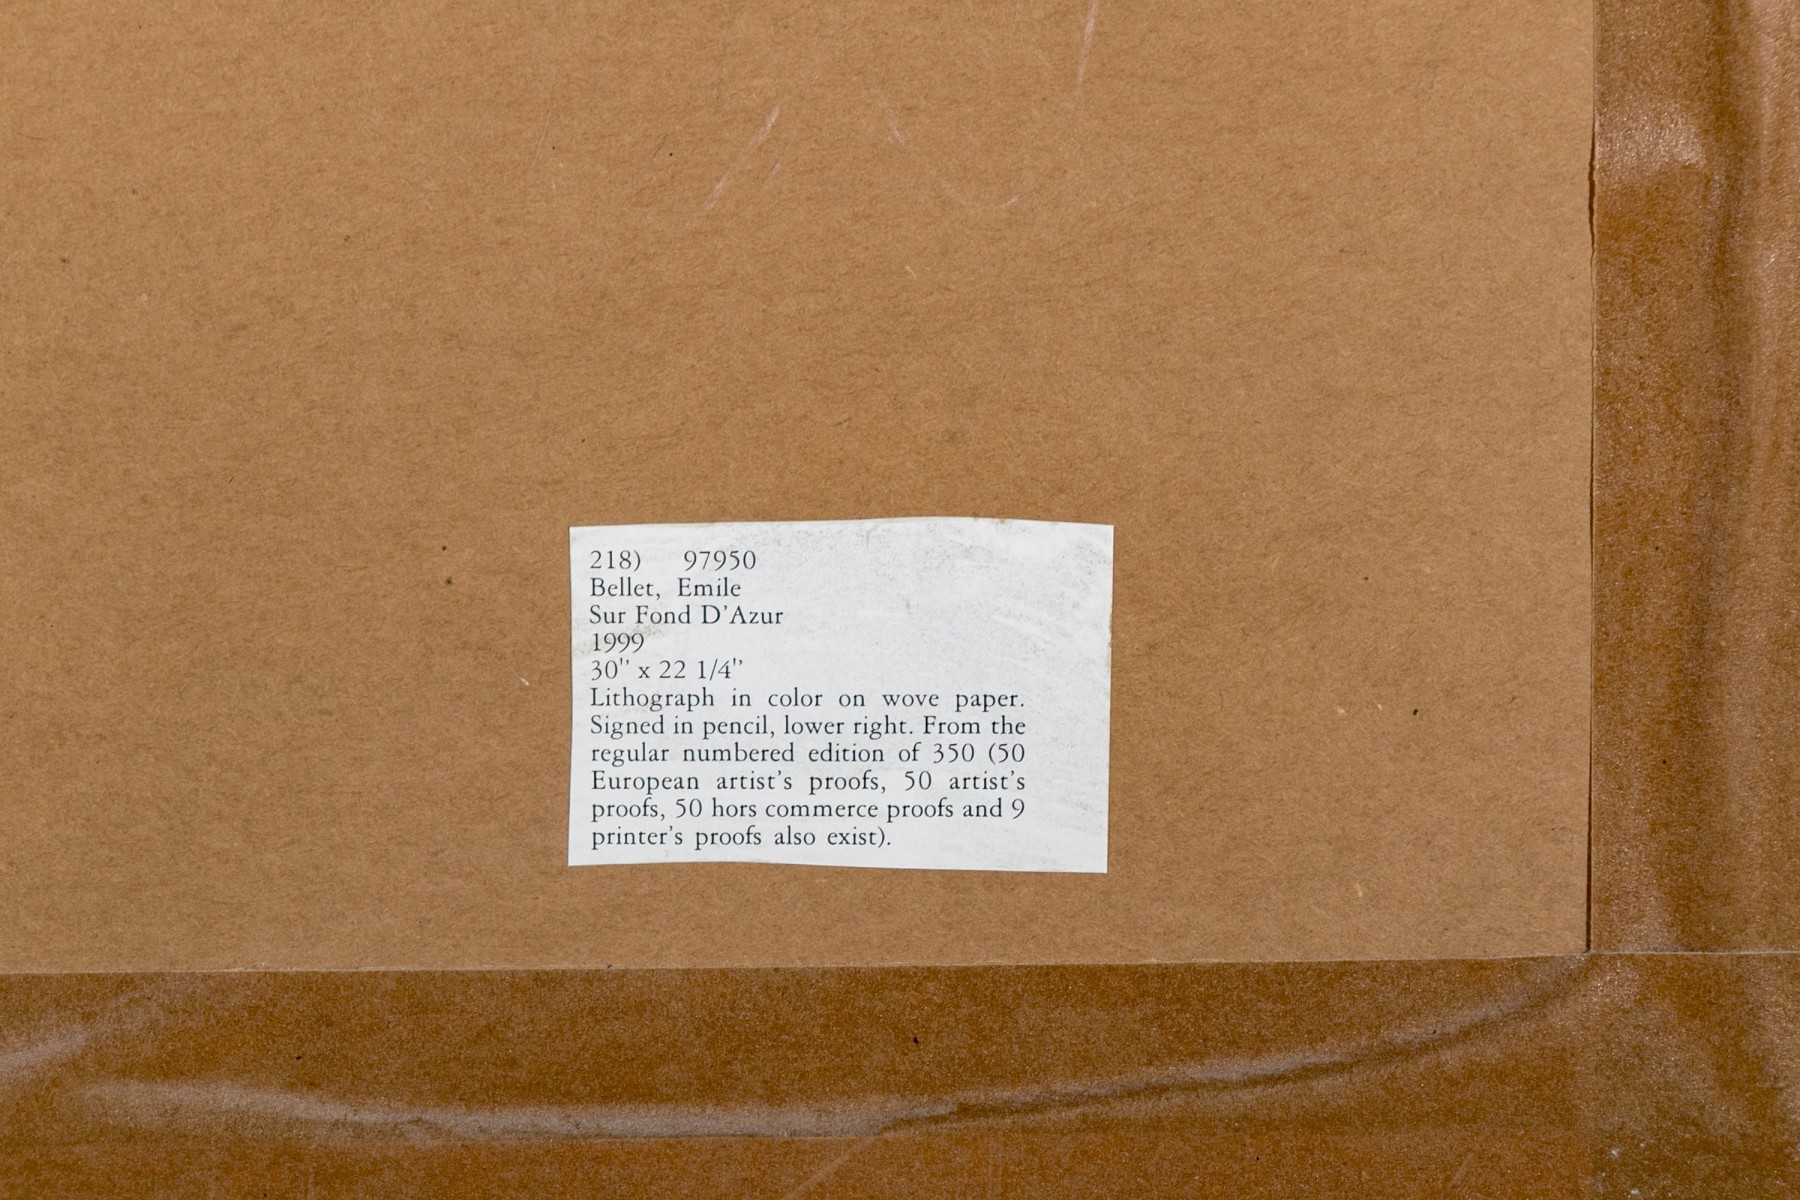 218) 97950
Bellet, Emile
Sur Fond D'Azur
1999
30" x 22 1/4"
Lithograph in color on wove paper.
Signed in pencil, lower right. From the
regular numbered edition of 350 (50
European artist's proofs, 50 artist's
proofs, 50 hors commerce proofs and 9
printer's proofs also exist).